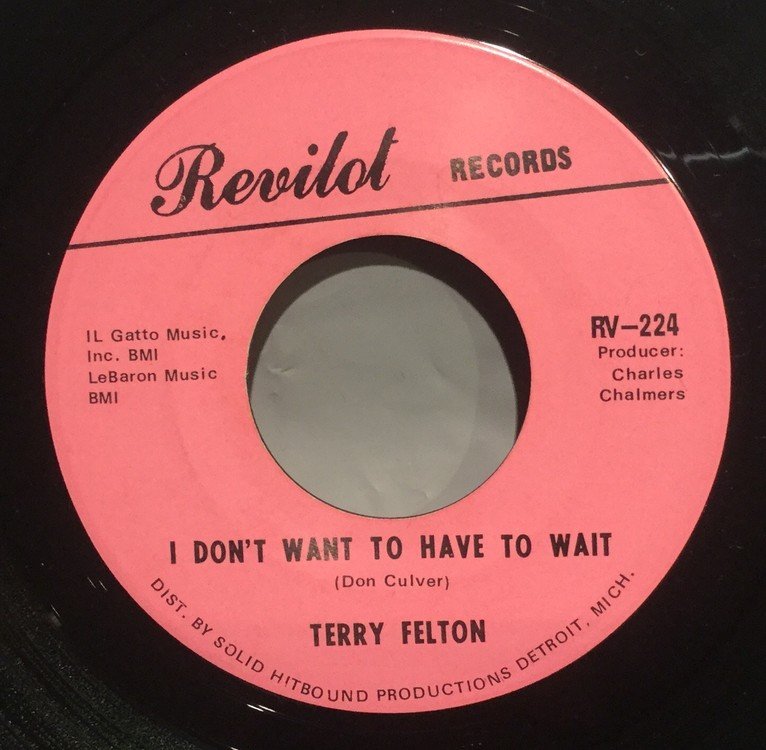 Revilot RECORDS
IL Gatto Music,
Inc. BMI
LeBaron Music
BMI
RV-224
Producer:
Charles
Chalmers
I DON'T WANT TO HAVE TO WAIT
(Don Culver)
TERRY FELTON
DIST. BY SOLID HITBOUND PRODUCTIONS DETROIT, MICH.